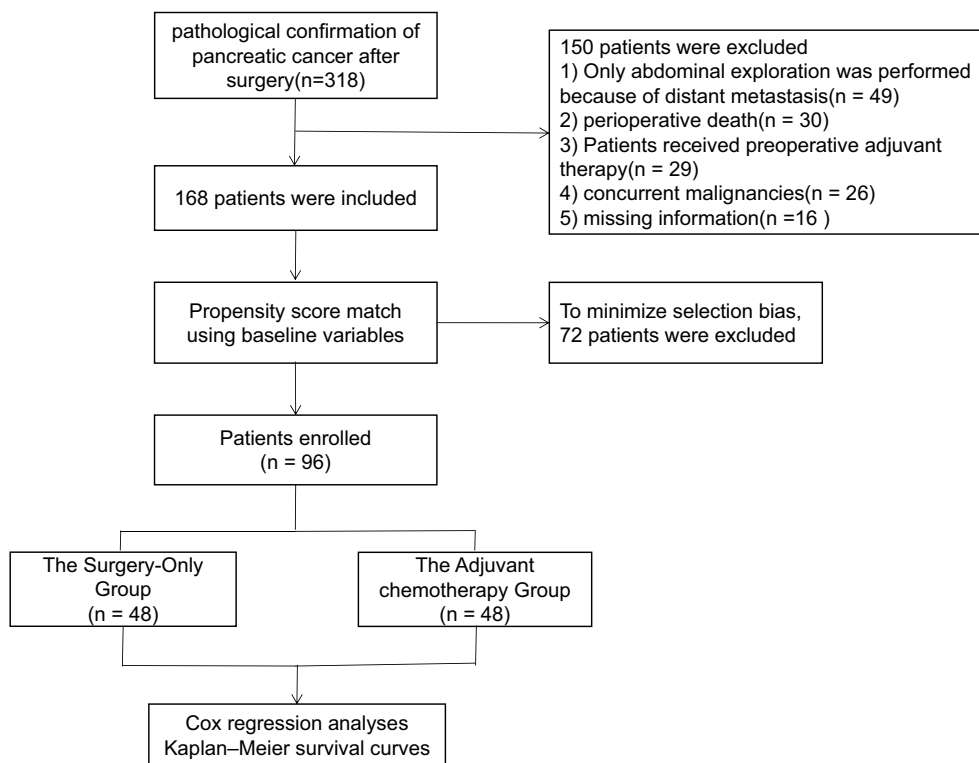 pathological confirmation of
pancreatic cancer after
surgery(n=318)
150 patients were excluded
1) Only abdominal exploration was performed
because of distant metastasis(n = 49)
2) perioperative death(n = 30)
3) Patients received preoperative adjuvant
therapy(n = 29)
4) concurrent malignancies(n = 26)
5) missing information(n =16 )
168 patients were included
Propensity score match
using baseline variables
To minimize selection bias,
72 patients were excluded
Patients enrolled
(n = 96)
The Surgery-Only
Group
(n = 48)
The Adjuvant
chemotherapy Group
(n = 48)
Cox regression analyses
Kaplan–Meier survival curves